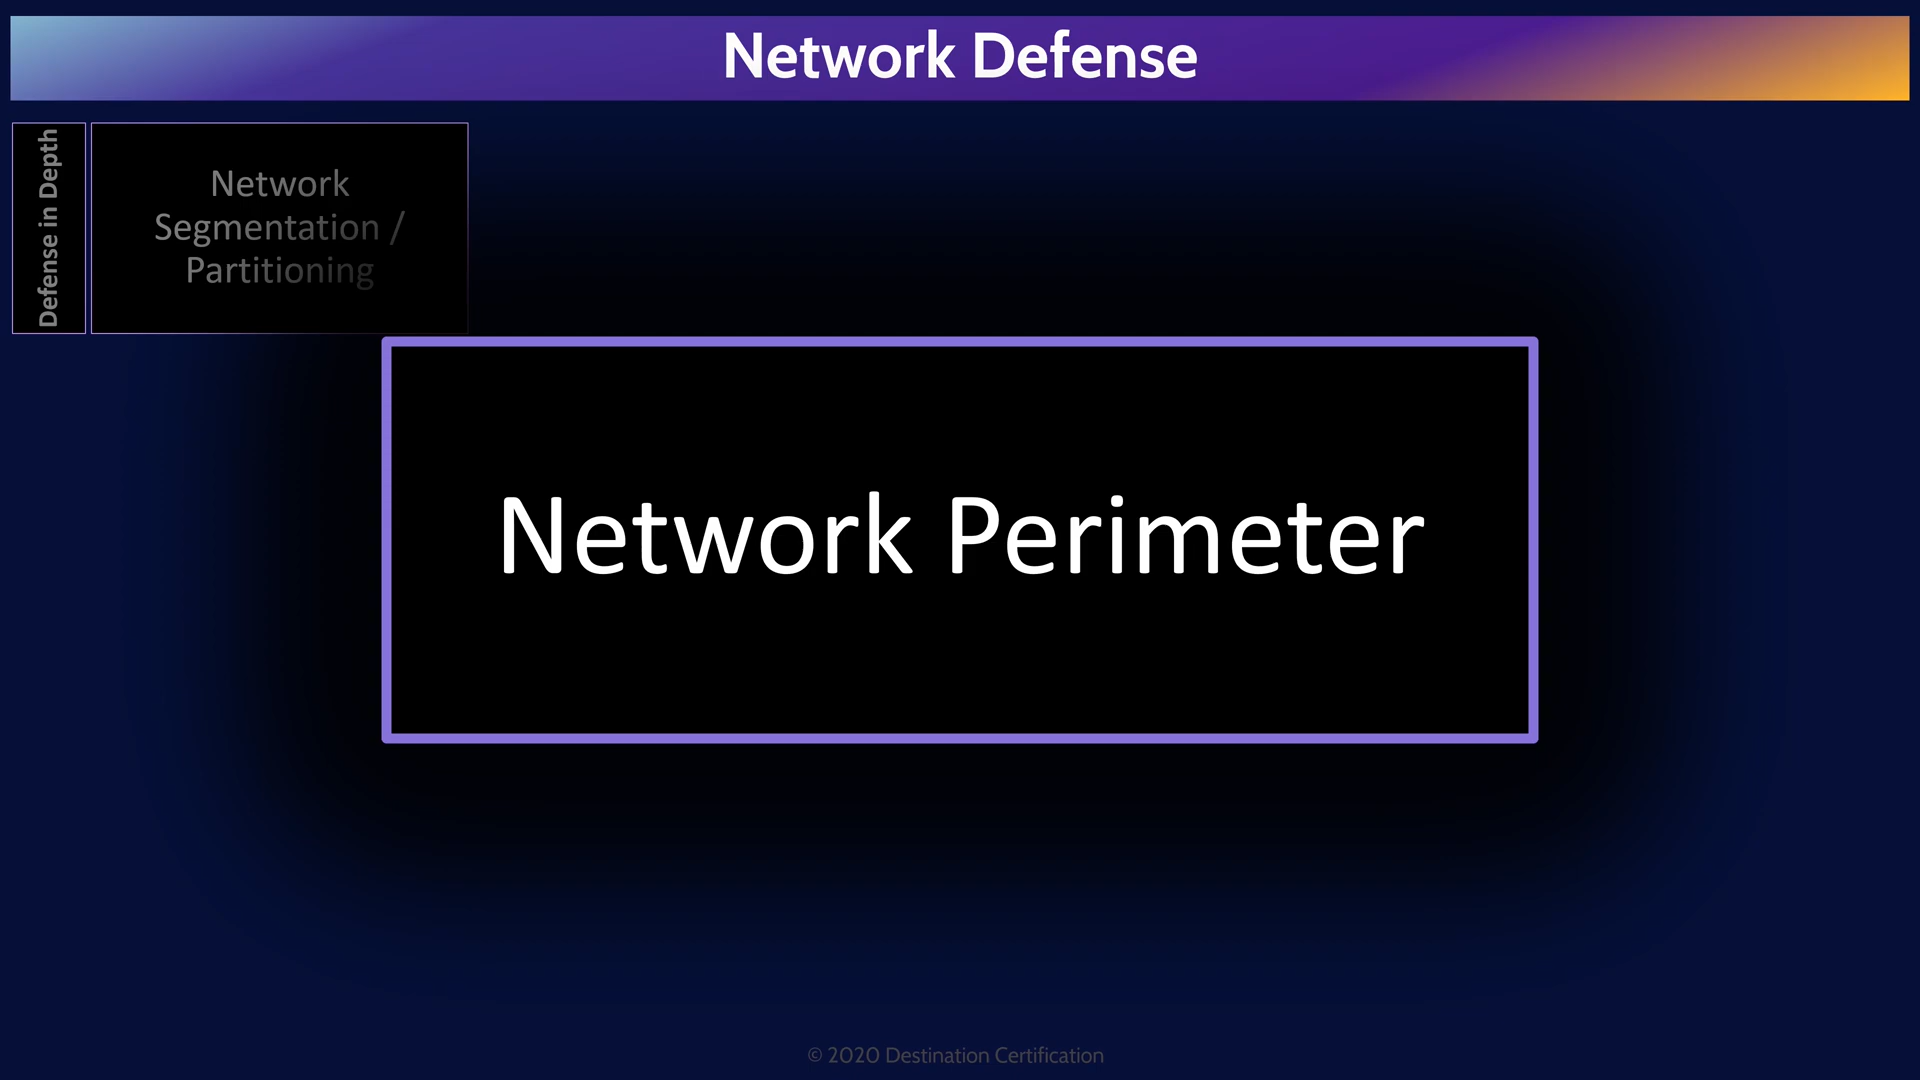 Network Defense
Defense in Depth
Network
Segmentation /
Partitioning
Network Perimeter
© 2020 Destination Certification